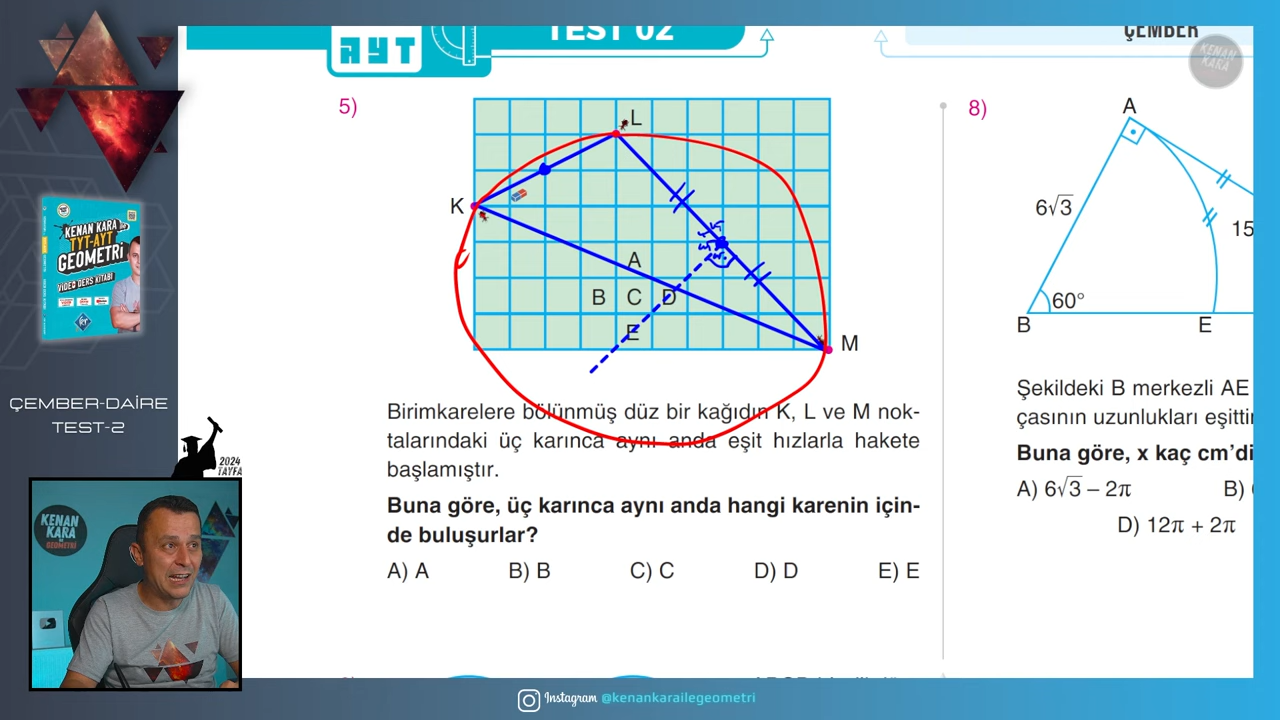 AYT
TEST 02
ÇEMBER
KENAN KARA
5)
L
K
A
B C D
E
M
Birimkarelere bölünmüş düz bir kağıdın K, L ve M nok-
talarındaki üç karınca aynı anda eşit hızlarla hakete
başlamıştır.
Buna göre, üç karınca aynı anda hangi karenin için-
de buluşurlar?
A) A B) B C) C D) D E) E
8)
A
6√3
15
60°
B E
Şekildeki B merkezli AE
çasının uzunlukları eşitti
Buna göre, x kaç cm'di
A) 6√3 – 2π B)
D) 12π + 2π
KENAN KARA
TYT-AYT
GEOMETRİ
VİDEO DERS KİTABI
ÇEMBER-DAİRE
TEST-2
2024
TAYFA
KENAN
KARA
GEOMETRİ
Instagram @kenankarailegeometri